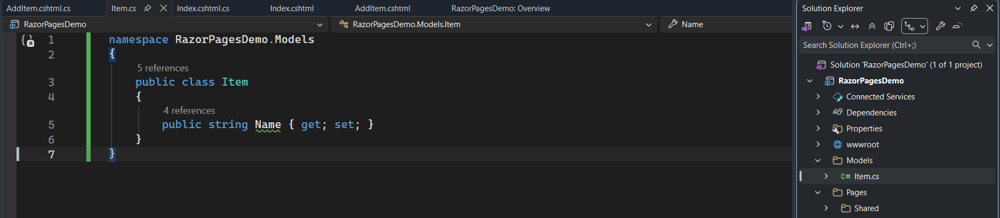 AddItem.cshtml.cs Item.cs Index.cshtml.cs Index.cshtml AddItem.cshtml RazorPagesDemo: Overview
RazorPagesDemo RazorPagesDemo.Models.Item Name
1 namespace RazorPagesDemo.Models
2 {
5 references
3 public class Item
4 {
4 references
5 public string Name { get; set; }
6 }
7 }
Solution Explorer
Search Solution Explorer (Ctrl+;)
Solution 'RazorPagesDemo' (1 of 1 project)
RazorPagesDemo
Connected Services
Dependencies
Properties
wwwroot
Models
C# Item.cs
Pages
Shared